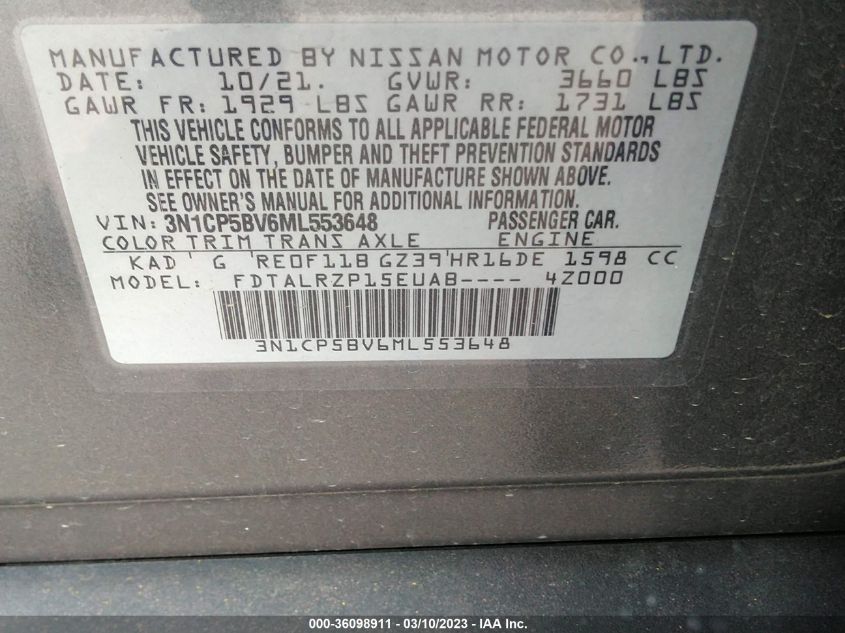 MANUFACTURED BY NISSAN MOTOR CO., LTD.
DATE: 10/21. GVWR: 3660 LBS
GAWR FR: 1929 LBS GAWR RR: 1731 LBS
THIS VEHICLE CONFORMS TO ALL APPLICABLE FEDERAL MOTOR
VEHICLE SAFETY, BUMPER AND THEFT PREVENTION STANDARDS
IN EFFECT ON THE DATE OF MANUFACTURE SHOWN ABOVE.
SEE OWNER'S MANUAL FOR ADDITIONAL INFORMATION.
VIN: 3N1CP5BV6ML553648 PASSENGER CAR.
COLOR TRIM TRANS AXLE ENGINE
KAD ' G 'RE0F11B GZ39'HR16DE 1598 CC
MODEL: FDTALRZP15EUAB---- 4Z000
3N1CP5BV6ML553648
000-36098911 - 03/10/2023 - IAA Inc.